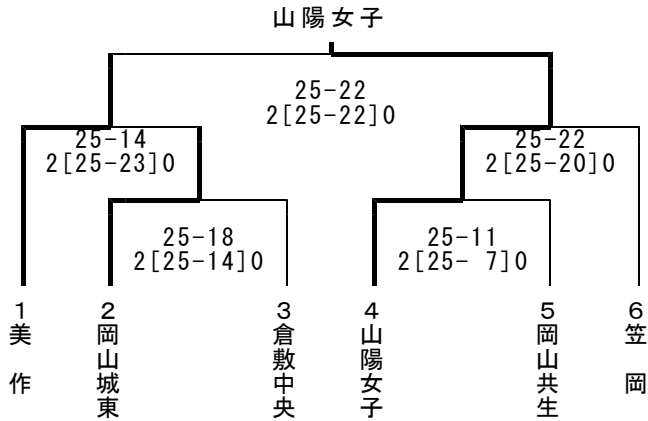 山陽女子
25-22
2[25-22]0
25-14
2[25-23]0
25-22
2[25-20]0
25-18
2[25-14]0
25-11
2[25- 7]0
1 美作
2 岡山城東
3 倉敷中央
4 山陽女子
5 岡山共生
6 笠岡